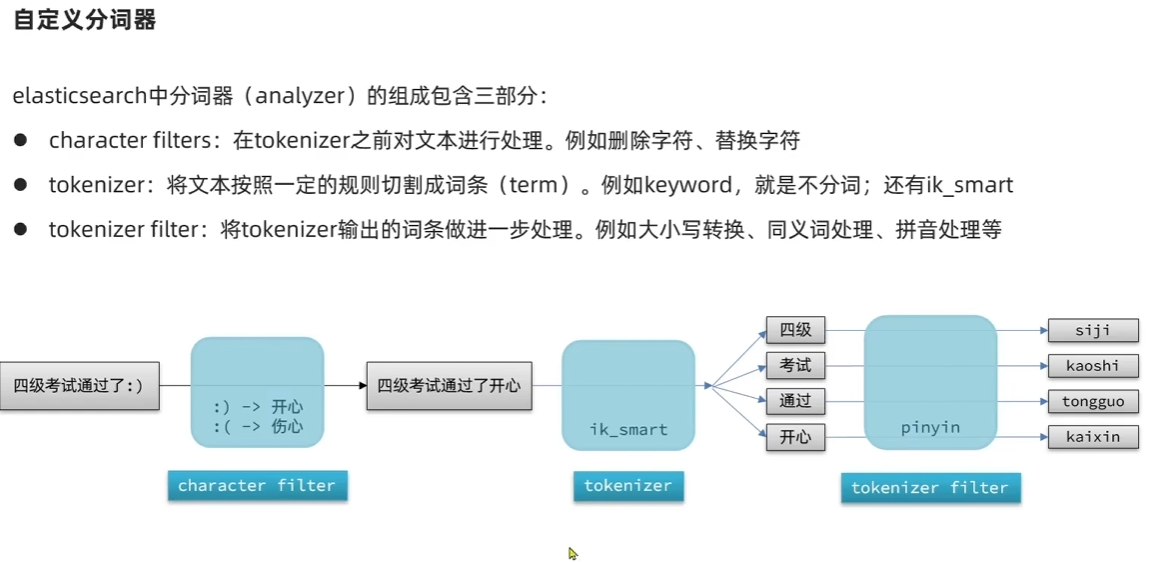 自定义分词器
elasticsearch中分词器（analyzer）的组成包含三部分：
● character filters：在tokenizer之前对文本进行处理。例如删除字符、替换字符
● tokenizer：将文本按照一定的规则切割成词条（term）。例如keyword，就是不分词；还有ik_smart
● tokenizer filter：将tokenizer输出的词条做进一步处理。例如大小写转换、同义词处理、拼音处理等
四级考试通过了:)
:) -> 开心
:( -> 伤心
character filter
四级考试通过了开心
ik_smart
tokenizer
四级
考试
通过
开心
pinyin
tokenizer filter
siji
kaoshi
tongguo
kaixin